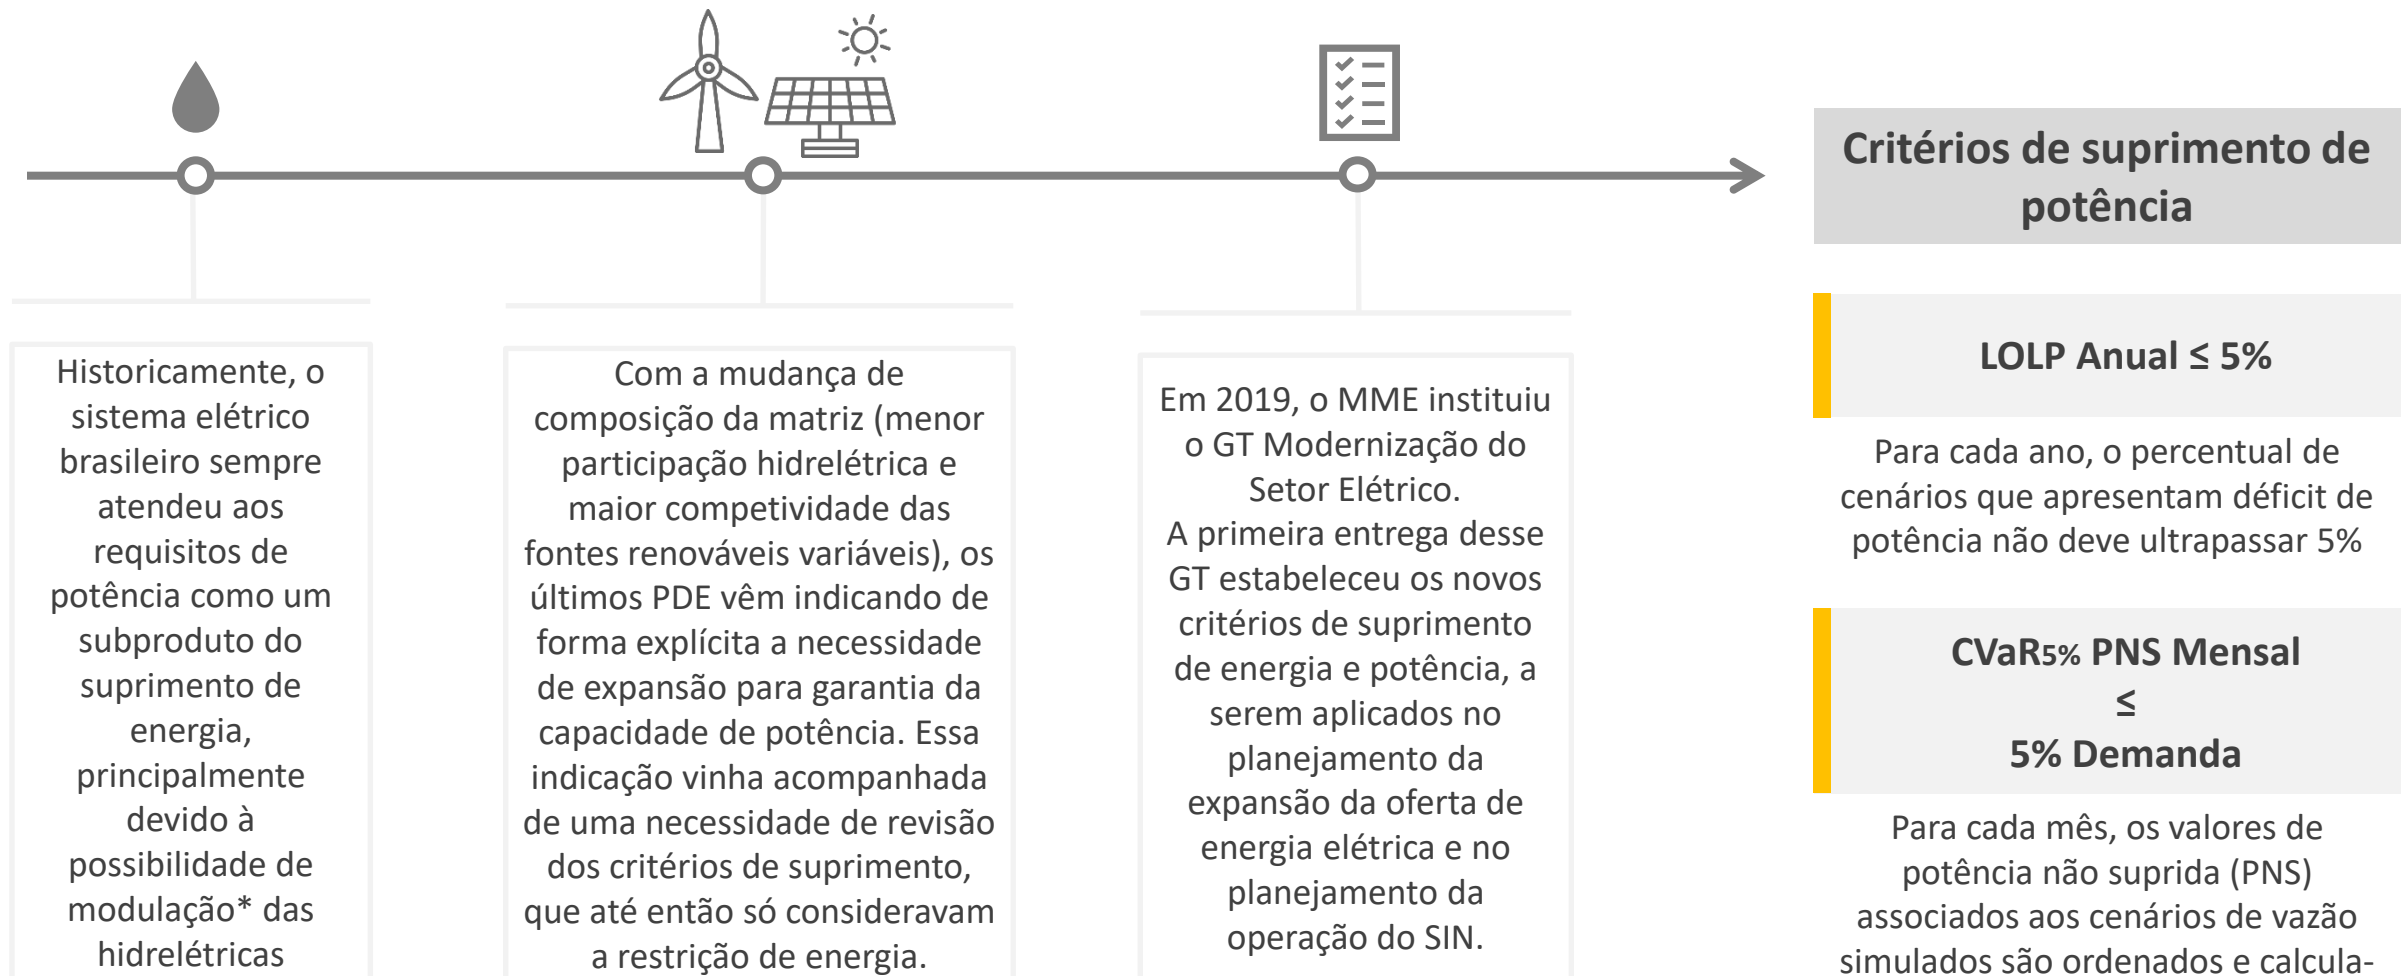 Historicamente, o
sistema elétrico
brasileiro sempre
atendeu aos
requisitos de
potência como um
subproduto do
suprimento de
energia,
principalmente
devido à
possibilidade de
modulação* das
hidrelétricas
Com a mudança de
composição da matriz (menor
participação hidrelétrica e
maior competividade das
fontes renováveis variáveis), os
últimos PDE vêm indicando de
forma explícita a necessidade
de expansão para garantia da
capacidade de potência. Essa
indicação vinha acompanhada
de uma necessidade de revisão
dos critérios de suprimento,
que até então só consideravam
a restrição de energia.
Em 2019, o MME instituiu
o GT Modernização do
Setor Elétrico.
A primeira entrega desse
GT estabeleceu os novos
critérios de suprimento
de energia e potência, a
serem aplicados no
planejamento da
expansão da oferta de
energia elétrica e no
planejamento da
operação do SIN.
Critérios de suprimento de
potência
LOLP Anual ≤ 5%
Para cada ano, o percentual de
cenários que apresentam déficit de
potência não deve ultrapassar 5%
CVaR5% PNS Mensal
≤
5% Demanda
Para cada mês, os valores de
potência não suprida (PNS)
associados aos cenários de vazão
simulados são ordenados e calcula-